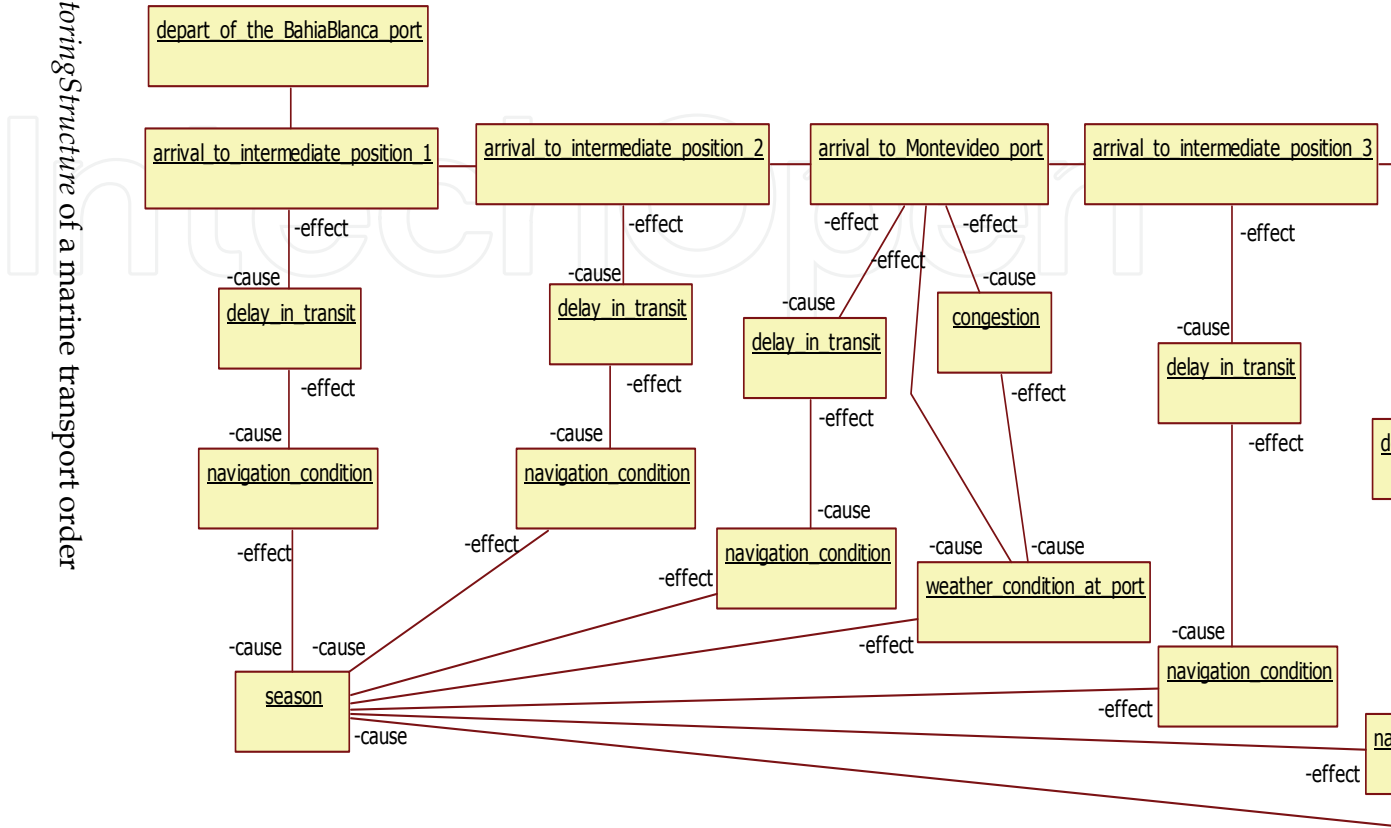 toringStructure of a marine transport order
depart_of_the_BahiaBlanca_port
arrival_to_intermediate_position_1
arrival_to_intermediate_position_2
arrival_to_Montevideo_port
arrival_to_intermediate_position_3
-effect
-effect
-effect
-effect
-effect
-effect
-cause
-cause
-cause
-cause
-cause
delay_in_transit
delay_in_transit
delay_in_transit
congestion
delay_in_transit
-effect
-effect
-effect
-effect
-effect
-cause
-cause
-cause
-cause
-cause
-cause
navigation_condition
navigation_condition
navigation_condition
weather_condition_at_port
navigation_condition
d
-effect
-effect
-effect
-effect
-effect
-effect
-cause
-cause
-cause
season
na
IntechOpen